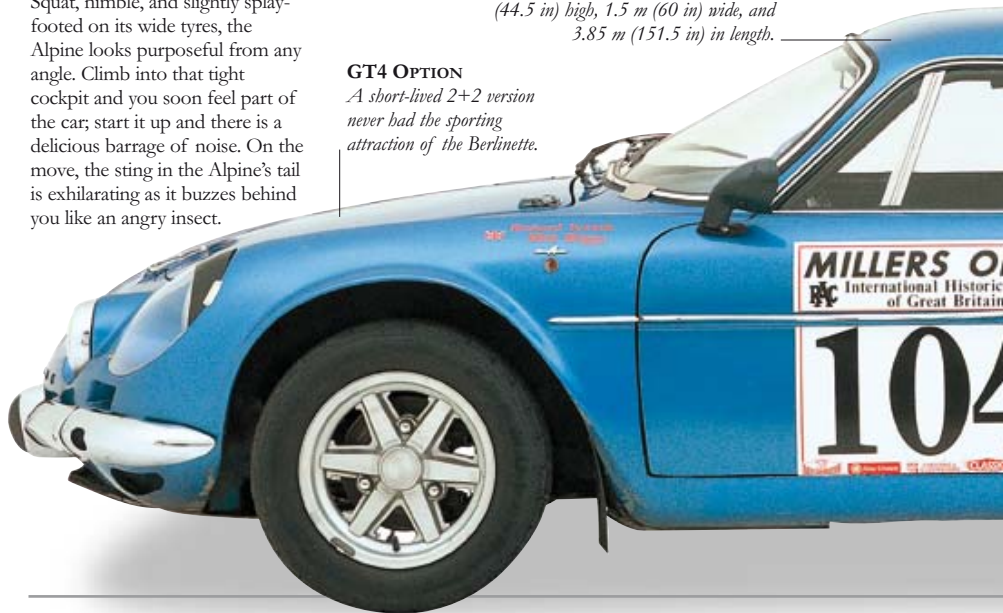 Squat, nimble, and slightly splay-
footed on its wide tyres, the
Alpine looks purposeful from any
angle. Climb into that tight
cockpit and you soon feel part of
the car; start it up and there is a
delicious barrage of noise. On the
move, the sting in the Alpine’s tail
is exhilarating as it buzzes behind
you like an angry insect.
(44.5 in) high, 1.5 m (60 in) wide, and
3.85 m (151.5 in) in length.
GT4 OPTION
A short-lived 2+2 version
never had the sporting
attraction of the Berlinette.
MILLERS
RAC International Historic
of Great Britain
104